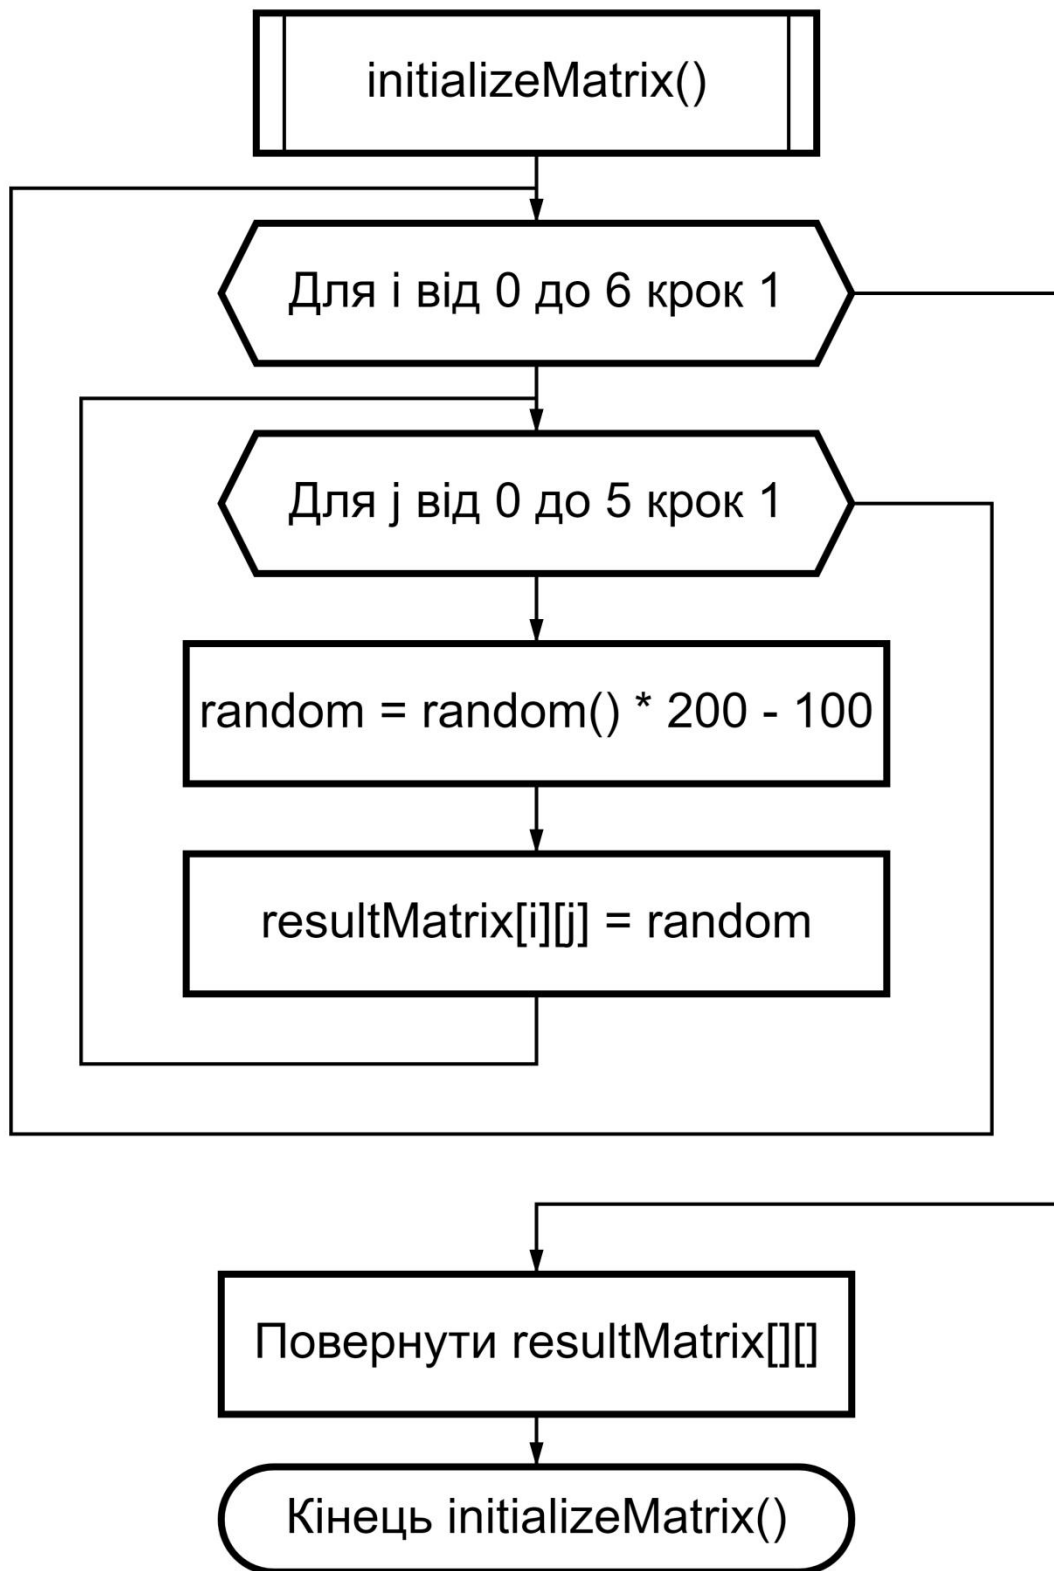 initializeMatrix()
Для i від 0 до 6 крок 1
Для j від 0 до 5 крок 1
random = random() * 200 - 100
resultMatrix[i][j] = random
Повернути resultMatrix[][]
Кінець initializeMatrix()